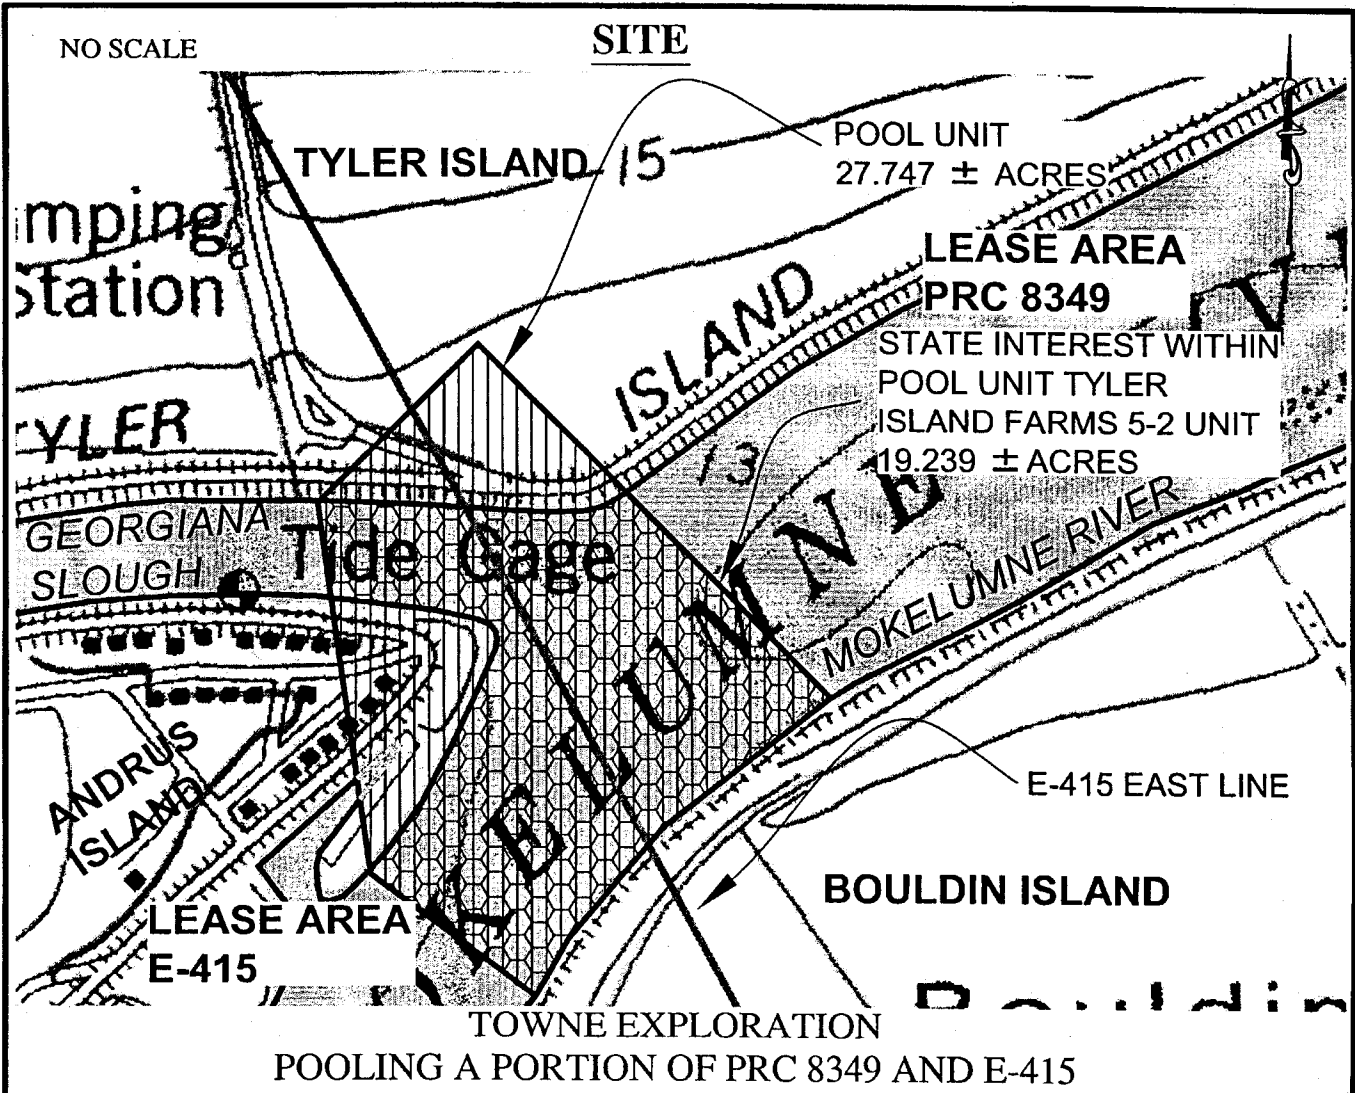 NO SCALE
SITE
TYLER ISLAND
15
POOL UNIT
27.747 ± ACRES
mping
Station
LEASE AREA
PRC 8349
ISLAND
STATE INTEREST WITHIN
POOL UNIT TYLER
ISLAND FARMS 5-2 UNIT
19.239 ± ACRES
TYLER
13
GEORGIANA
SLOUGH
Tide Gage
MOKELUMNE
MOKELUMNE RIVER
ANDRUS
ISLAND
E-415 EAST LINE
LEASE AREA
E-415
BOULDIN ISLAND
Bouldin
TOWNE EXPLORATION
POOLING A PORTION OF PRC 8349 AND E-415